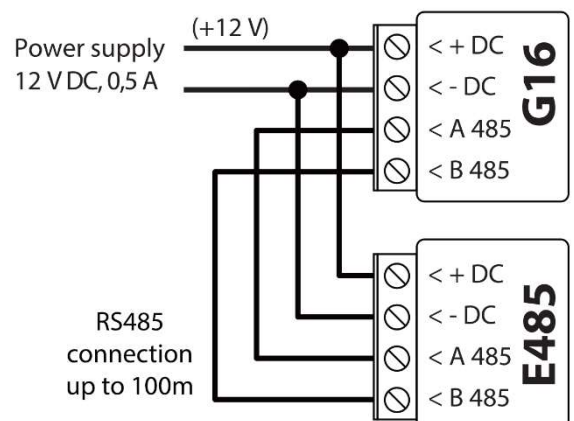 Power supply
12 V DC, 0,5 A
(+12 V)
< + DC
< - DC
< A 485
< B 485
G16
< + DC
< - DC
< A 485
< B 485
E485
RS485
connection
up to 100m